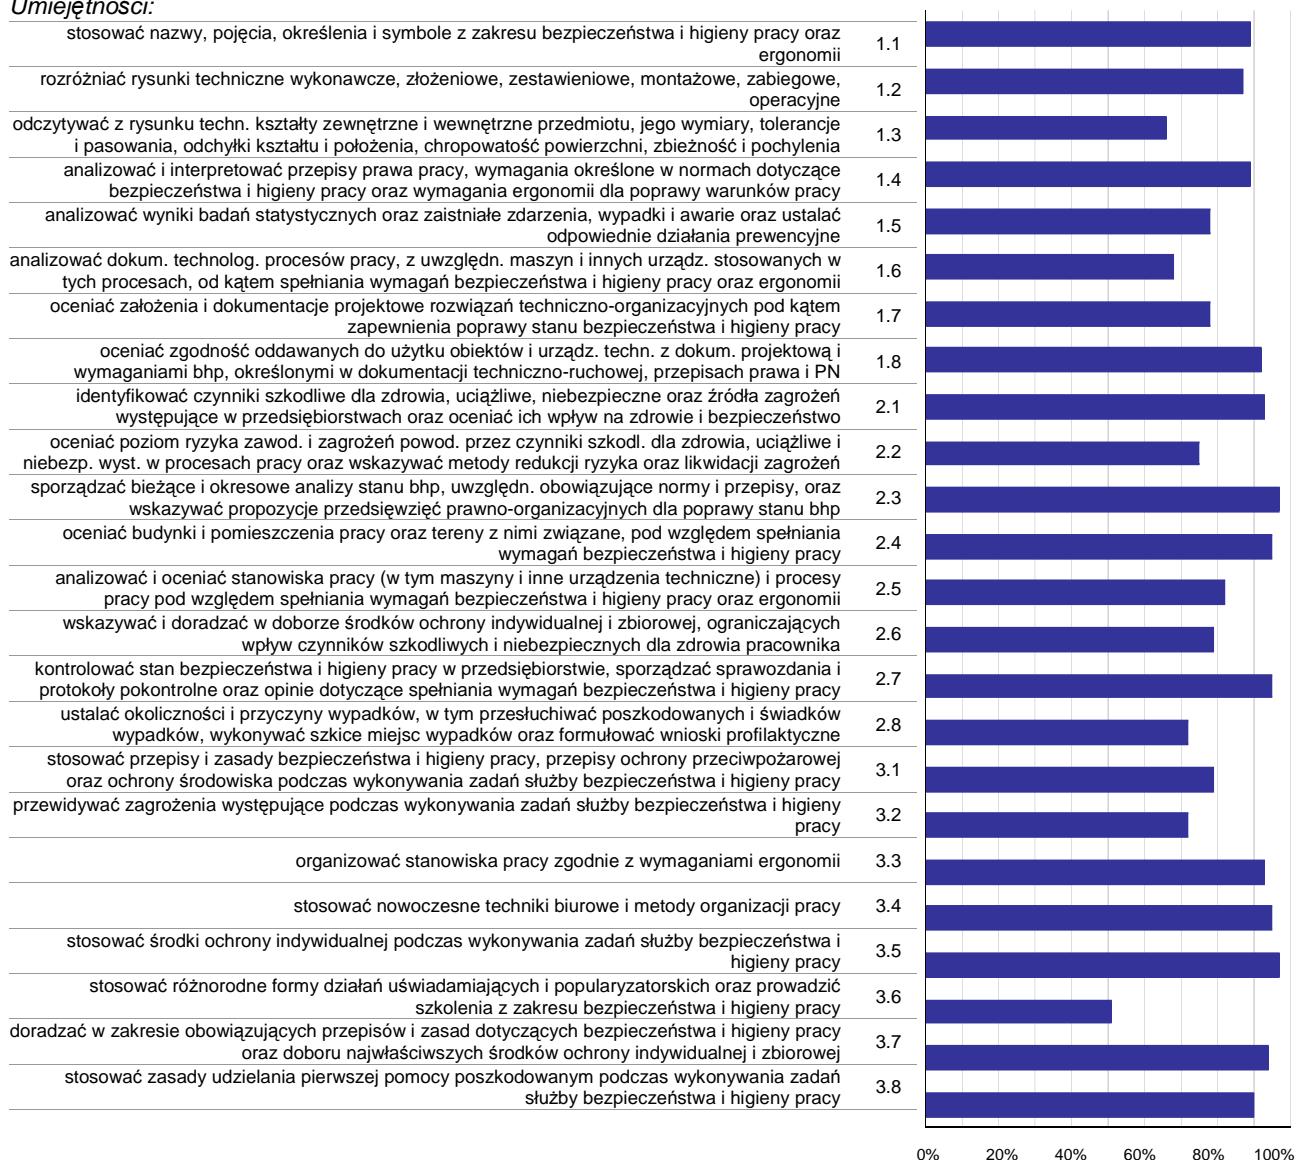 Umiejętności:
stosować nazwy, pojęcia, określenia i symbole z zakresu bezpieczeństwa i higieny pracy oraz
ergonomii
1.1
rozróżniać rysunki techniczne wykonawcze, złożeniowe, zestawieniowe, montażowe, zabiegowe,
operacyjne
1.2
odczytywać z rysunku techn. kształty zewnętrzne i wewnętrzne przedmiotu, jego wymiary, tolerancje
i pasowania, odchyłki kształtu i położenia, chropowatość powierzchni, zbieżność i pochylenia
1.3
analizować i interpretować przepisy prawa pracy, wymagania określone w normach dotyczące
bezpieczeństwa i higieny pracy oraz wymagania ergonomii dla poprawy warunków pracy
1.4
analizować wyniki badań statystycznych oraz zaistniałe zdarzenia, wypadki i awarie oraz ustalać
odpowiednie działania prewencyjne
1.5
analizować dokum. technolog. procesów pracy, z uwzględn. maszyn i innych urządz. stosowanych w
tych procesach, od kątem spełniania wymagań bezpieczeństwa i higieny pracy oraz ergonomii
1.6
oceniać założenia i dokumentacje projektowe rozwiązań techniczno-organizacyjnych pod kątem
zapewnienia poprawy stanu bezpieczeństwa i higieny pracy
1.7
oceniać zgodność oddawanych do użytku obiektów i urządz. techn. z dokum. projektową i
wymaganiami bhp, określonymi w dokumentacji techniczno-ruchowej, przepisach prawa i PN
1.8
identyfikować czynniki szkodliwe dla zdrowia, uciążliwe, niebezpieczne oraz źródła zagrożeń
występujące w przedsiębiorstwach oraz oceniać ich wpływ na zdrowie i bezpieczeństwo
2.1
oceniać poziom ryzyka zawod. i zagrożeń powod. przez czynniki szkodl. dla zdrowia, uciążliwe i
niebezp. wyst. w procesach pracy oraz wskazywać metody redukcji ryzyka oraz likwidacji zagrożeń
2.2
sporządzać bieżące i okresowe analizy stanu bhp, uwzględn. obowiązujące normy i przepisy, oraz
wskazywać propozycje przedsięwzięć prawno-organizacyjnych dla poprawy stanu bhp
2.3
oceniać budynki i pomieszczenia pracy oraz tereny z nimi związane, pod względem spełniania
wymagań bezpieczeństwa i higieny pracy
2.4
analizować i oceniać stanowiska pracy (w tym maszyny i inne urządzenia techniczne) i procesy
pracy pod względem spełniania wymagań bezpieczeństwa i higieny pracy oraz ergonomii
2.5
wskazywać i doradzać w doborze środków ochrony indywidualnej i zbiorowej, ograniczających
wpływ czynników szkodliwych i niebezpiecznych dla zdrowia pracownika
2.6
kontrolować stan bezpieczeństwa i higieny pracy w przedsiębiorstwie, sporządzać sprawozdania i
protokoły pokontrolne oraz opinie dotyczące spełniania wymagań bezpieczeństwa i higieny pracy
2.7
ustalać okoliczności i przyczyny wypadków, w tym przesłuchiwać poszkodowanych i świadków
wypadków, wykonywać szkice miejsc wypadków oraz formułować wnioski profilaktyczne
2.8
stosować przepisy i zasady bezpieczeństwa i higieny pracy, przepisy ochrony przeciwpożarowej
oraz ochrony środowiska podczas wykonywania zadań służby bezpieczeństwa i higieny pracy
3.1
przewidywać zagrożenia występujące podczas wykonywania zadań służby bezpieczeństwa i higieny
pracy
3.2
organizować stanowiska pracy zgodnie z wymaganiami ergonomii
3.3
stosować nowoczesne techniki biurowe i metody organizacji pracy
3.4
stosować środki ochrony indywidualnej podczas wykonywania zadań służby bezpieczeństwa i
higieny pracy
3.5
stosować różnorodne formy działań uświadamiających i popularyzatorskich oraz prowadzić
szkolenia z zakresu bezpieczeństwa i higieny pracy
3.6
doradzać w zakresie obowiązujących przepisów i zasad dotyczących bezpieczeństwa i higieny pracy
oraz doboru najwłaściwszych środków ochrony indywidualnej i zbiorowej
3.7
stosować zasady udzielania pierwszej pomocy poszkodowanym podczas wykonywania zadań
służby bezpieczeństwa i higieny pracy
3.8
0% 20% 40% 60% 80% 100%